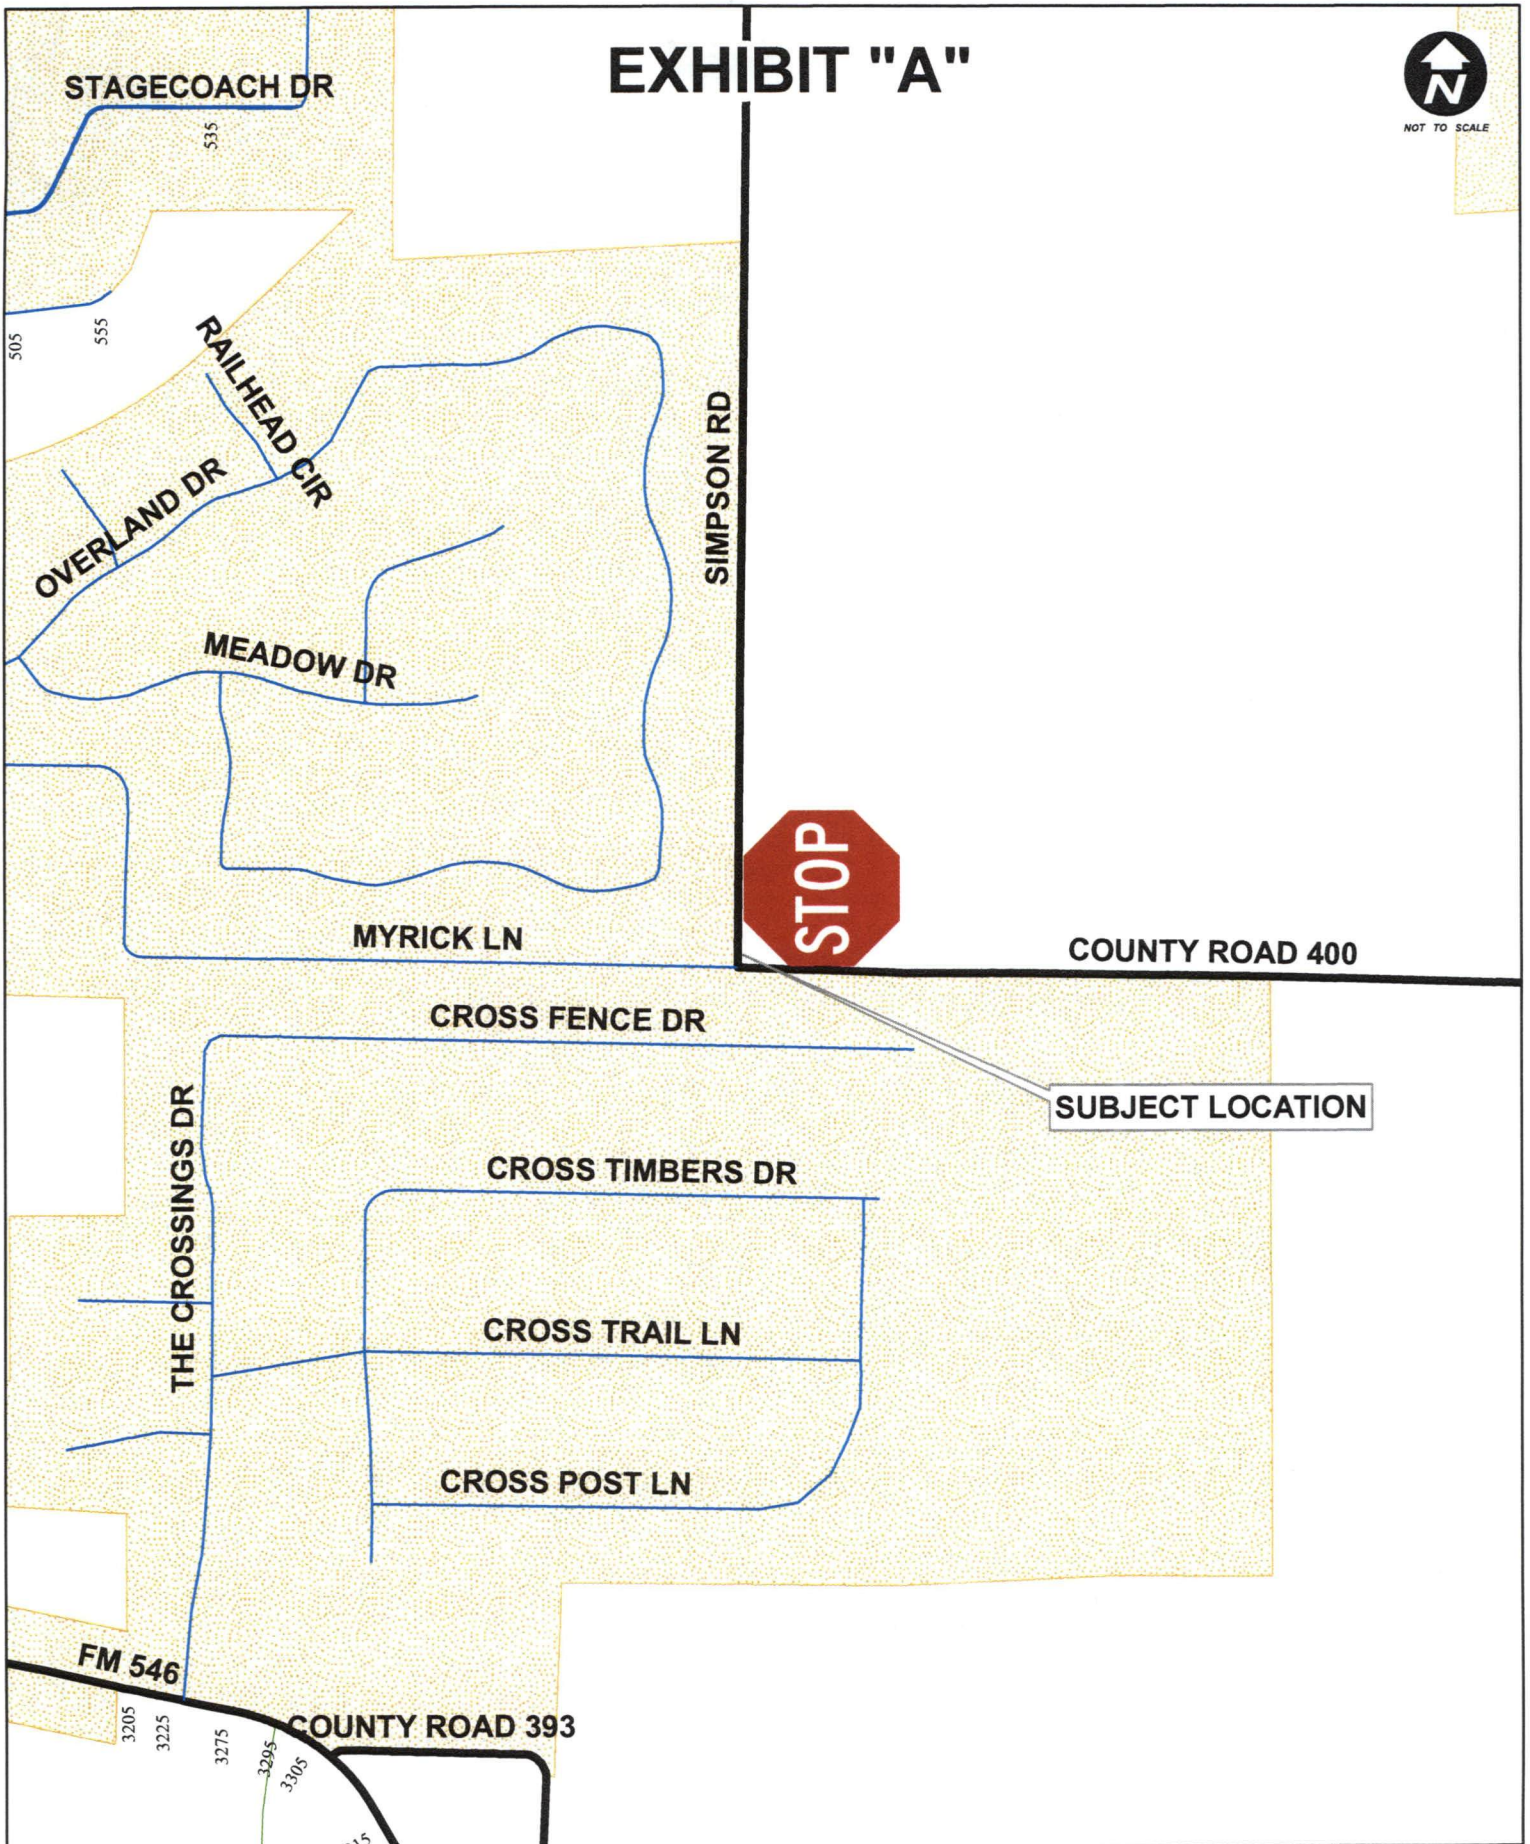 EXHIBIT "A"
N
NOT TO SCALE
STAGECOACH DR
535
505
555
RAILHEAD CIR
OVERLAND DR
SIMPSON RD
MEADOW DR
STOP
MYRICK LN
COUNTY ROAD 400
CROSS FENCE DR
SUBJECT LOCATION
THE CROSSINGS DR
CROSS TIMBERS DR
CROSS TRAIL LN
CROSS POST LN
FM 546
COUNTY ROAD 393
3205
3225
3275
3295
3305